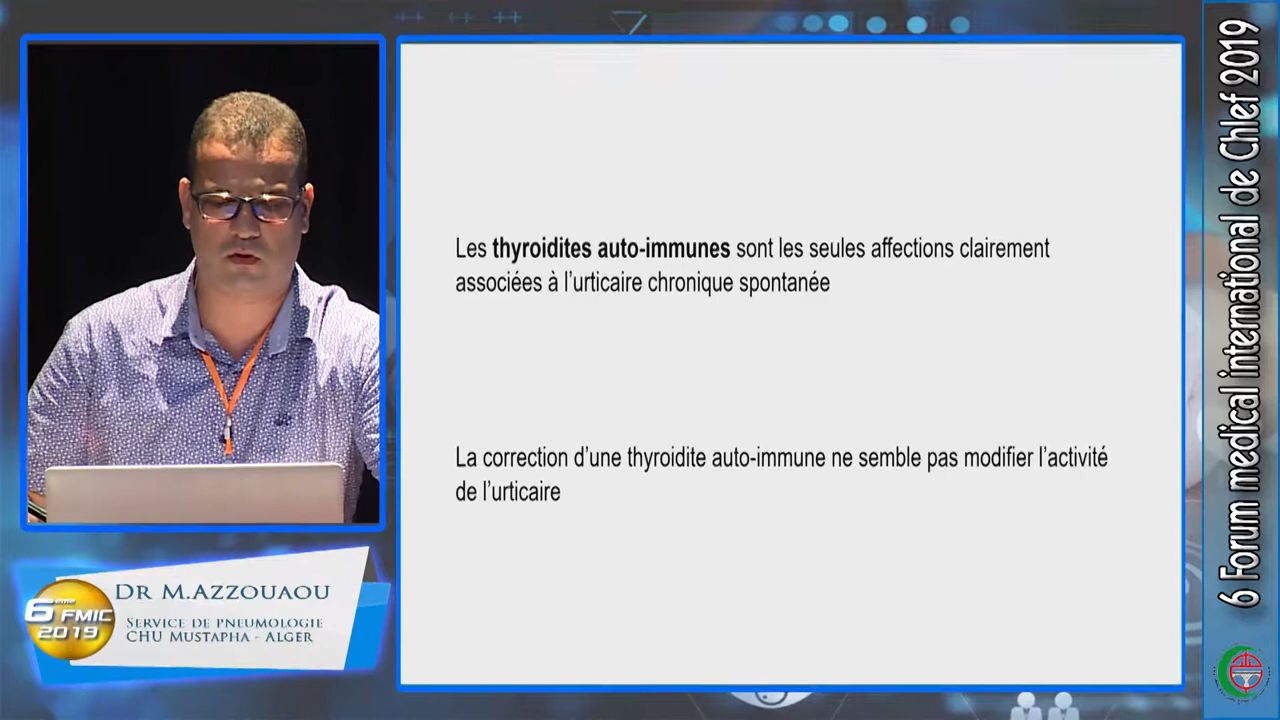 Les thyroidites auto-immunes sont les seules affections clairement
associées à l'urticaire chronique spontanée
La correction d'une thyroidite auto-immune ne semble pas modifier l'activité
de l'urticaire
DR M.AZZOUAOU
SERVICE DE PNEUMOLOGIE
CHU MUSTAPHA - ALGER
6ème FMIC
2019
6 Forum medical international de Chlef 2019